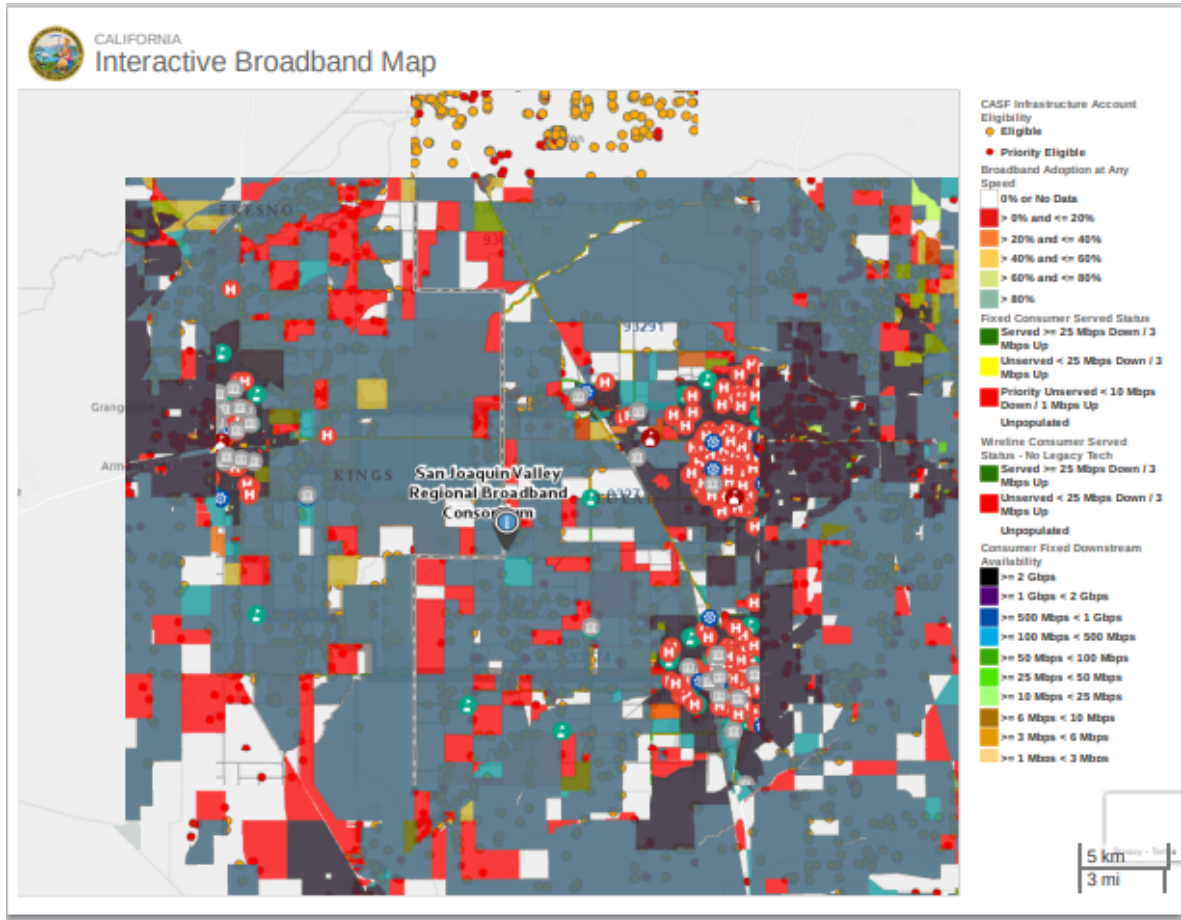 CALIFORNIA
Interactive Broadband Map
FRESNO
93291
Grangeville
Armo
KINGS
San Joaquin Valley
Regional Broadband
Consortium
CASF Infrastructure Account
Eligibility
Eligible
Priority Eligible
Broadband Adoption at Any
Speed
0% or No Data
> 0% and <= 20%
> 20% and <= 40%
> 40% and <= 60%
> 60% and <= 80%
> 80%
Fixed Consumer Served Status
Served >= 25 Mbps Down / 3
Mbps Up
Unserved < 25 Mbps Down / 3
Mbps Up
Priority Unserved < 10 Mbps
Down / 1 Mbps Up
Unpopulated
Wireline Consumer Served
Status - No Legacy Tech
Served >= 25 Mbps Down / 3
Mbps Up
Unserved < 25 Mbps Down / 3
Mbps Up
Unpopulated
Consumer Fixed Downstream
Availability
>= 2 Gbps
>= 1 Gbps < 2 Gbps
>= 500 Mbps < 1 Gbps
>= 100 Mbps < 500 Mbps
>= 50 Mbps < 100 Mbps
>= 25 Mbps < 50 Mbps
>= 10 Mbps < 25 Mbps
>= 6 Mbps < 10 Mbps
>= 3 Mbps < 6 Mbps
>= 1 Mbps < 3 Mbps
Privacy - Terms
5 km
3 mi